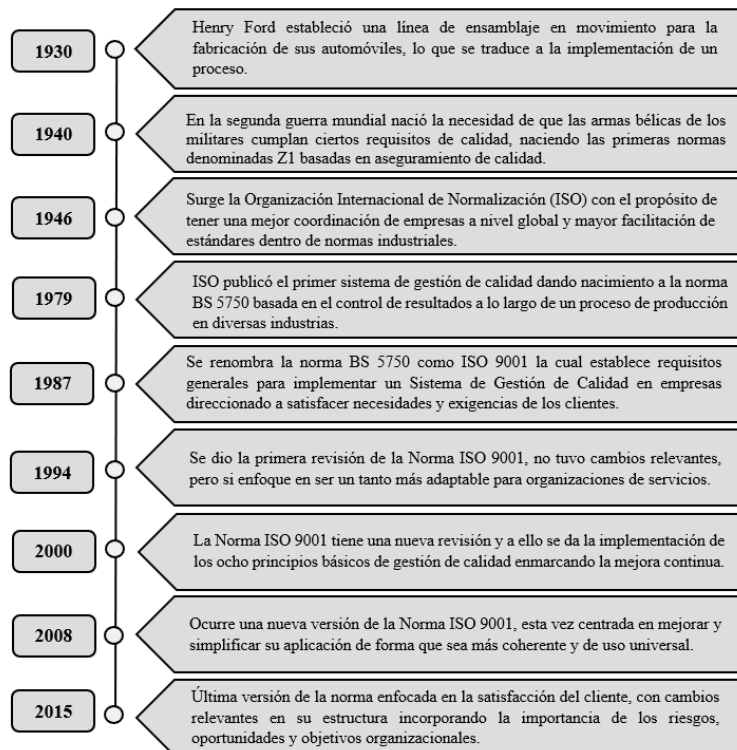 1930
Henry Ford estableció una línea de ensamblaje en movimiento para la
fabricación de sus automóviles, lo que se traduce a la implementación de un
proceso.
1940
En la segunda guerra mundial nació la necesidad de que las armas bélicas de los
militares cumplan ciertos requisitos de calidad, naciendo las primeras normas
denominadas Z1 basadas en aseguramiento de calidad.
1946
Surge la Organización Internacional de Normalización (ISO) con el propósito de
tener una mejor coordinación de empresas a nivel global y mayor facilitación de
estándares dentro de normas industriales.
1979
ISO publicó el primer sistema de gestión de calidad dando nacimiento a la norma
BS 5750 basada en el control de resultados a lo largo de un proceso de producción
en diversas industrias.
1987
Se renombra la norma BS 5750 como ISO 9001 la cual establece requisitos
generales para implementar un Sistema de Gestión de Calidad en empresas
direccionado a satisfacer necesidades y exigencias de los clientes.
1994
Se dio la primera revisión de la Norma ISO 9001, no tuvo cambios relevantes,
pero si enfoque en ser un tanto más adaptable para organizaciones de servicios.
2000
La Norma ISO 9001 tiene una nueva revisión y a ello se da la implementación de
los ocho principios básicos de gestión de calidad enmarcando la mejora continua.
2008
Ocurre una nueva versión de la Norma ISO 9001, esta vez centrada en mejorar y
simplificar su aplicación de forma que sea más coherente y de uso universal.
2015
Última versión de la norma enfocada en la satisfacción del cliente, con cambios
relevantes en su estructura incorporando la importancia de los riesgos,
oportunidades y objetivos organizacionales.